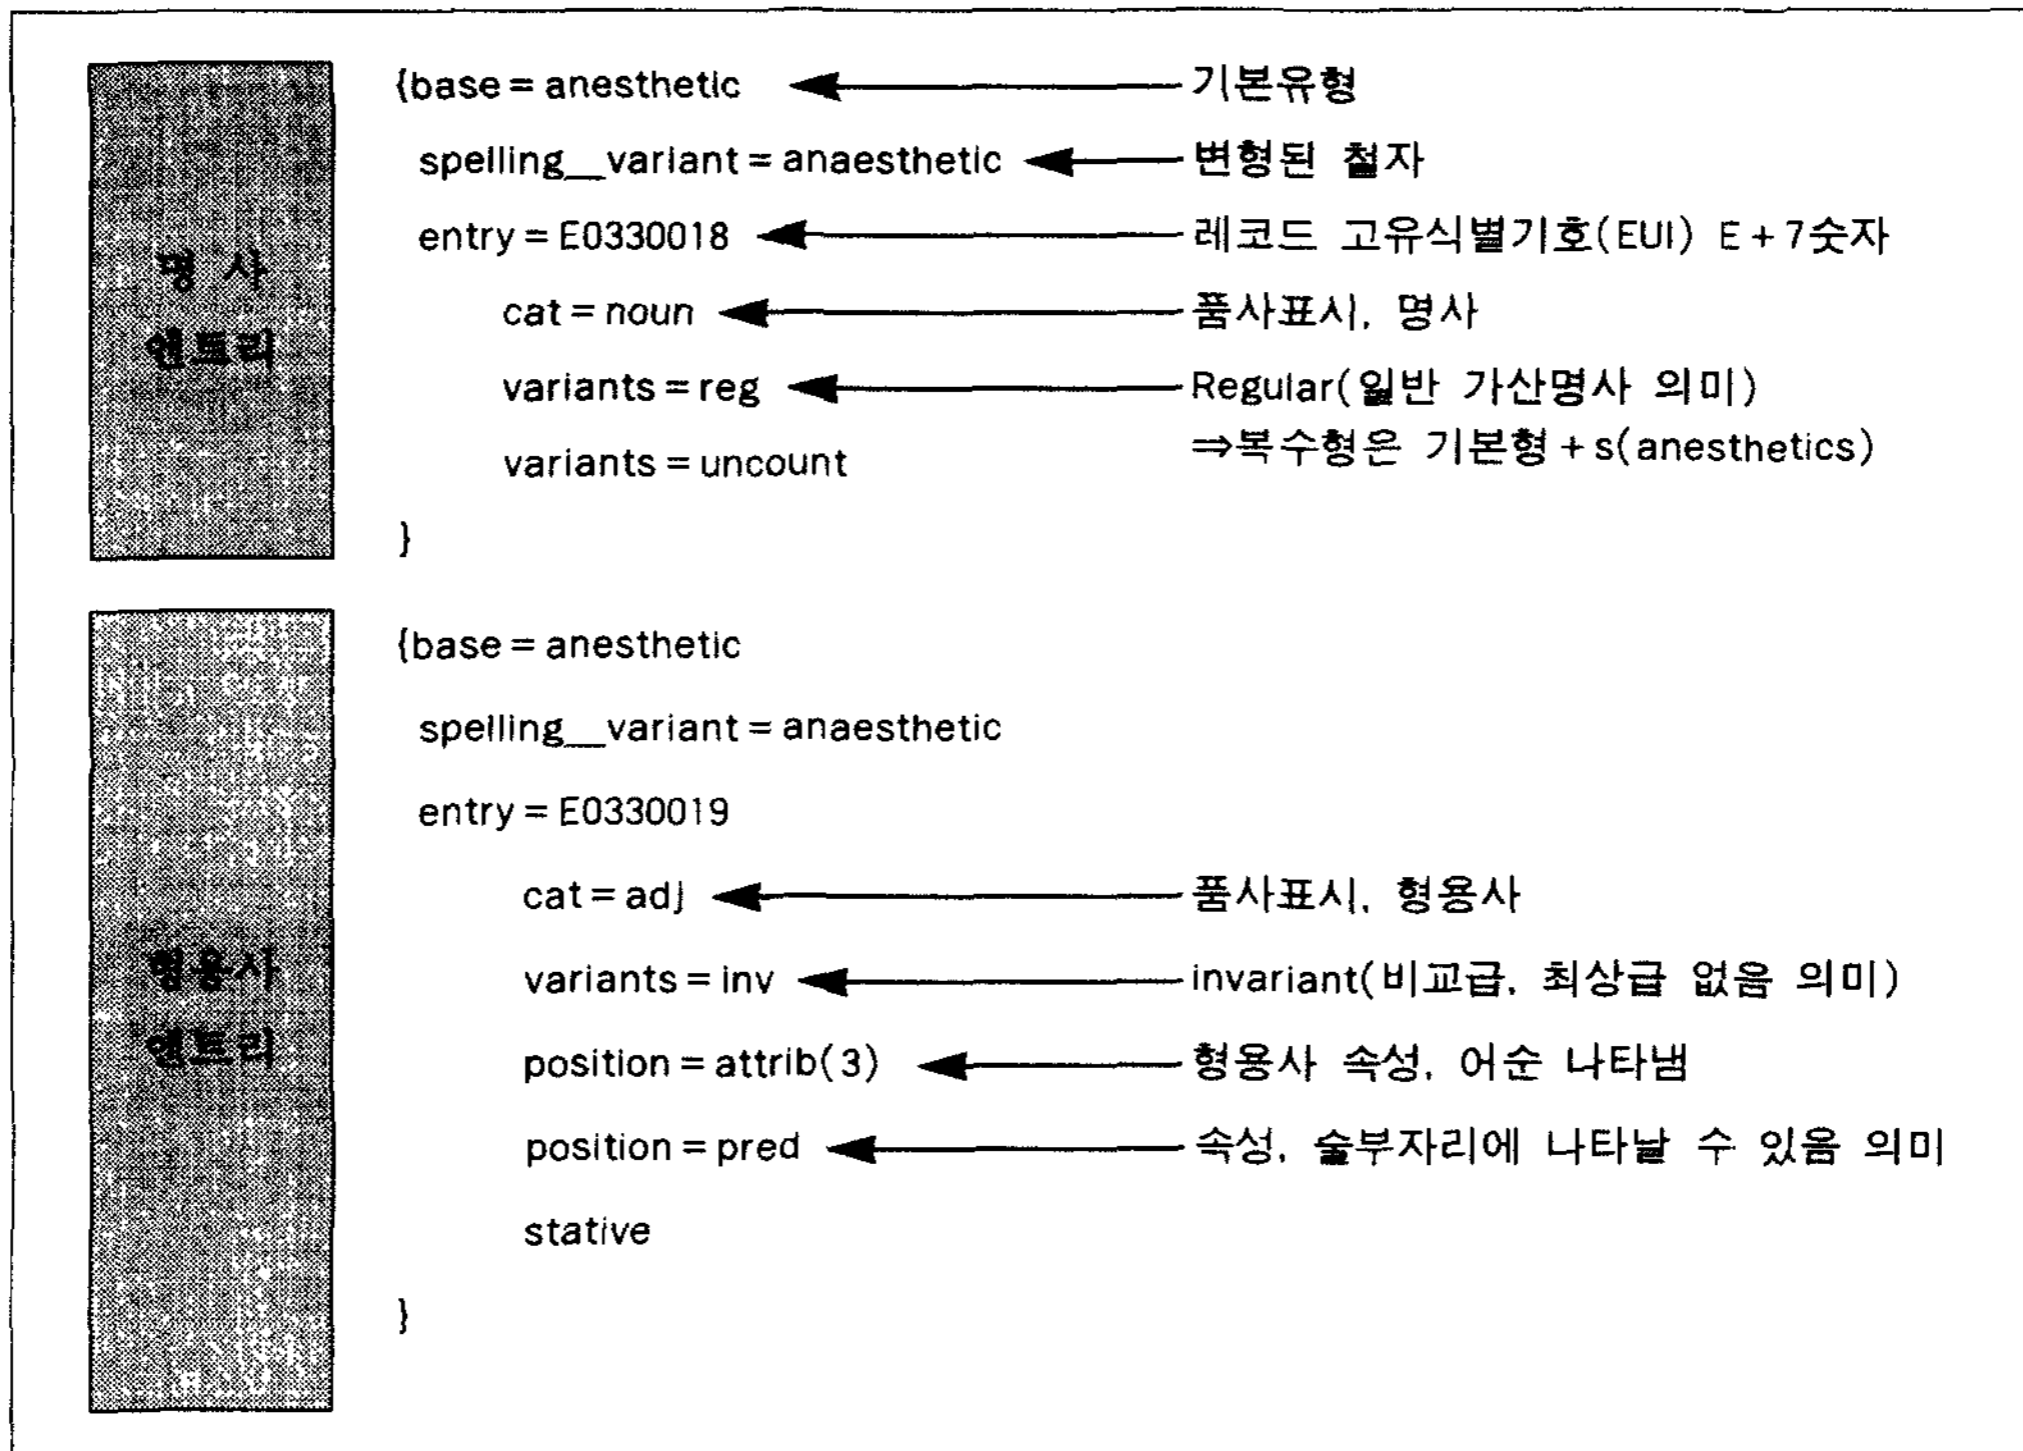 명 사
엔트리
{base = anesthetic 기본유형
spelling__variant = anaesthetic 변형된 철자
entry = E0330018 레코드 고유식별기호(EUI) E + 7숫자
cat = noun 품사표시, 명사
variants = reg Regular(일반 가산명사 의미)
⇒복수형은 기본형 + s(anesthetics)
variants = uncount
}
형용사
엔트리
{base = anesthetic
spelling__variant = anaesthetic
entry = E0330019
cat = adj 품사표시, 형용사
variants = inv invariant(비교급, 최상급 없음 의미)
position = attrib(3) 형용사 속성, 어순 나타냄
position = pred 속성, 술부자리에 나타날 수 있음 의미
stative
}